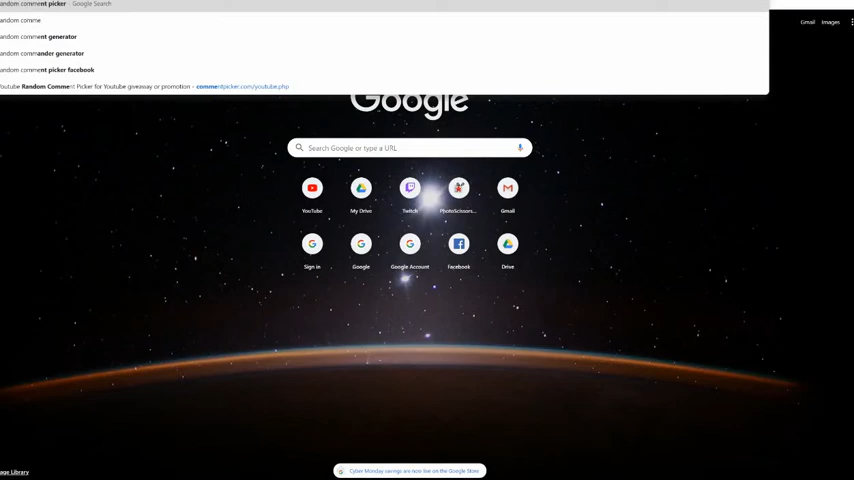 andom comment picker - Google Search
andom comme
andom comment generator
andom commander generator
andom comment picker facebook
outube Random Comment Picker for Youtube giveaway or promotion - commentpicker.com/youtube.php
Gmail Images
Google
Search Google or type a URL
YouTube My Drive Twitch PhotoScissors... Gmail
Sign in Google Google Account Facebook Drive
age Library
Cyber Monday savings are now live on the Google Store